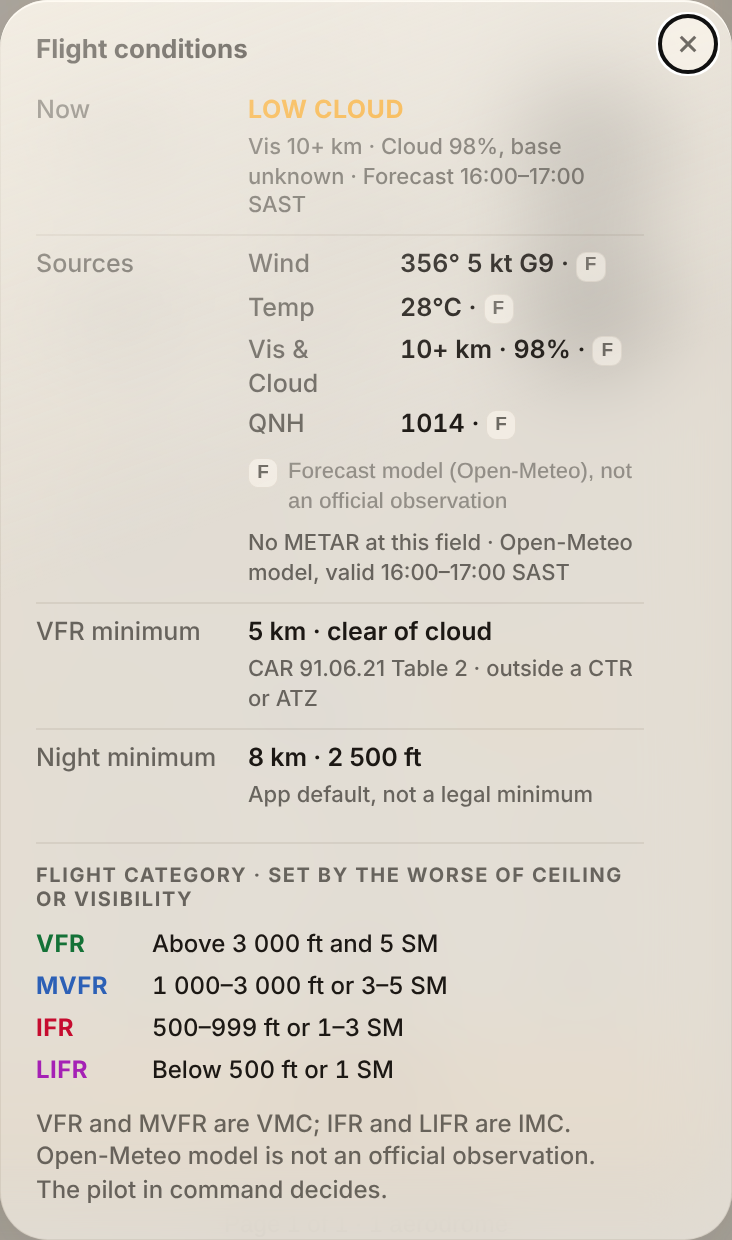 Flight conditions
Now
LOW CLOUD
Vis 10+ km · Cloud 98%, base
unknown · Forecast 16:00–17:00
SAST
Sources
Wind 356° 5 kt G9 · F
Temp 28°C · F
Vis & 10+ km · 98% · F
Cloud
QNH 1014 · F
F Forecast model (Open-Meteo), not
an official observation
No METAR at this field · Open-Meteo
model, valid 16:00–17:00 SAST
VFR minimum 5 km · clear of cloud
CAR 91.06.21 Table 2 · outside a CTR
or ATZ
Night minimum 8 km · 2 500 ft
App default, not a legal minimum
FLIGHT CATEGORY · SET BY THE WORSE OF CEILING
OR VISIBILITY
VFR Above 3 000 ft and 5 SM
MVFR 1 000–3 000 ft or 3–5 SM
IFR 500–999 ft or 1–3 SM
LIFR Below 500 ft or 1 SM
VFR and MVFR are VMC; IFR and LIFR are IMC.
Open-Meteo model is not an official observation.
The pilot in command decides.